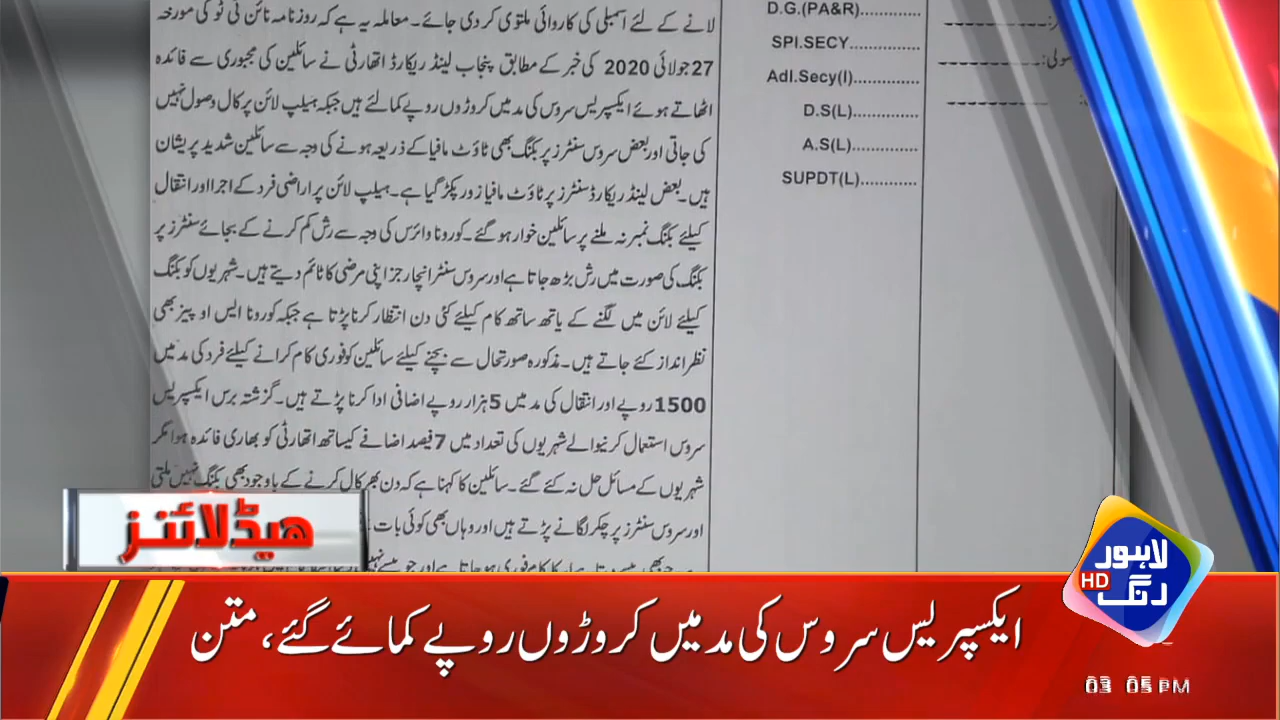 لانے کے لئے اسمبلی کی کاروائی ملتوی کر دی جائے۔ معاملہ یہ ہے کہ روزنامہ نائن ٹی ٹو کی مورخہ
27 جولائی 2020 کی خبر کے مطابق پنجاب لینڈ ریکارڈ اتھارٹی نے سائلین کی مجبوری سے فائدہ
اٹھاتے ہوئے ایکسپریس سروس کی مد میں کروڑوں روپے کمالئے ہیں جبکہ ہیلپ لائن پر کال وصول نہیں
کی جاتی اور بعض سروس سنٹرز پر بکنگ بھی ٹاؤٹ مافیا کے ذریعہ ہونے کی وجہ سے سائلین شدید پریشان
ہیں۔ بعض لینڈ ریکارڈ سنٹرز پر ٹاؤٹ مافیا زور پکڑ گیا ہے۔ ہیلپ لائن پر اراضی فرد کے اجرا اور انتقال
کیلئے بکنگ نمبر نہ ملنے پر سائلین خوار ہو گئے۔ کورونا وائرس کی وجہ سے رش کم کرنے کے بجائے سنٹرز پر
بکنگ کی صورت میں رش بڑھ جاتا ہے اور سروس سنٹر انچارجز اپنی مرضی کا ٹائم دیتے ہیں۔ شہریوں کو بکنگ
کیلئے لائن میں لگنے کے یاتھ ساتھ کام کیلئے کئی دن انتظار کرنا پڑتا ہے جبکہ کورونا ایس او پیز بھی
نظر انداز کئے جاتے ہیں۔ مذکورہ صورتحال سے بچنے کیلئے سائلین کو فوری کام کرانے کیلئے فرد کی مد میں
1500 روپے اور انتقال کی مد میں 5 ہزار روپے اضافی ادا کرنا پڑتے ہیں۔ گزشتہ برس ایکسپریس
سروس استعمال کرنیوالے شہریوں کی تعداد میں 7 فیصد اضافے کیساتھ اتھارٹی کو بھاری فائدہ ہوا مگر
شہریوں کے مسائل حل نہ کئے گئے۔ سائلین کا کہنا ہے کہ دن بھر کال کرنے کے باوجود بھی بکنگ نہیں ملتی
اور سروس سنٹرز پر چکر لگانے پڑتے ہیں اور وہاں بھی کوئی بات
D.G.(PA&R).............
SPI.SECY..............
Adl.Secy(I).............
D.S(L).............
A.S(L).............
SUPDT(L)............
ہیڈلائنز
لاہور
رنگ
HD
ایکسپریس سروس کی مد میں کروڑوں روپے کمائے گئے، متن
03 05 PM